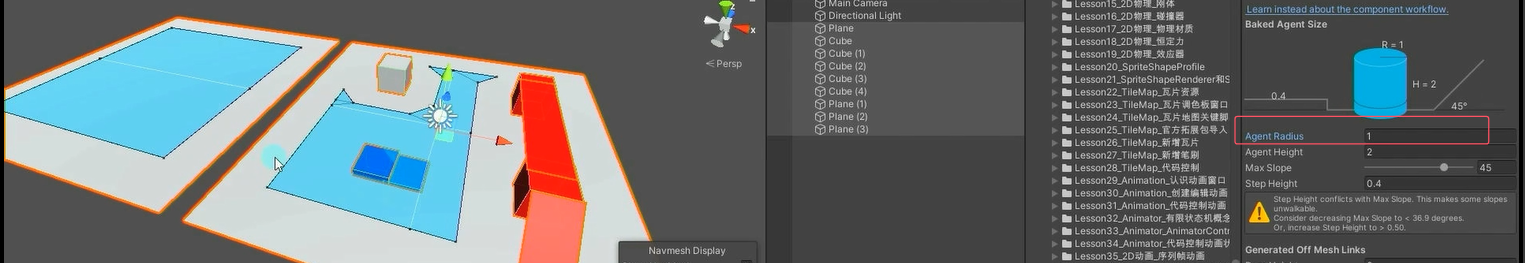 z
x
Persp
Navmesh Display
Main Camera
Directional Light
Plane
Cube
Cube (1)
Cube (2)
Cube (3)
Cube (4)
Plane (1)
Plane (2)
Plane (3)
Lesson15_2D物理_刚体
Lesson16_2D物理_碰撞器
Lesson17_2D物理_物理材质
Lesson18_2D物理_恒定力
Lesson19_2D物理_效应器
Lesson20_SpriteShapeProfile
Lesson21_SpriteShapeRenderer和S
Lesson22_TileMap_瓦片资源
Lesson23_TileMap_瓦片调色板窗口
Lesson24_TileMap_瓦片地图关键脚
Lesson25_TileMap_官方拓展包导入
Lesson26_TileMap_新增瓦片
Lesson27_TileMap_新增笔刷
Lesson28_TileMap_代码控制
Lesson29_Animation_认识动画窗口
Lesson30_Animation_创建编辑动画
Lesson31_Animation_代码控制动画
Lesson32_Animator_有限状态机概念
Lesson33_Animator_AnimatorContr
Lesson34_Animator_代码控制动画状
Lesson35_2D动画_序列帧动画
Learn instead about the component workflow.
Baked Agent Size
R = 1
H = 2
0.4
45°
Agent Radius 1
Agent Height 2
Max Slope 45
Step Height 0.4
Step Height conflicts with Max Slope. This makes some slopes
unwalkable.
Consider decreasing Max Slope to < 36.9 degrees.
Or, increase Step Height to > 0.50.
Generated Off Mesh Links